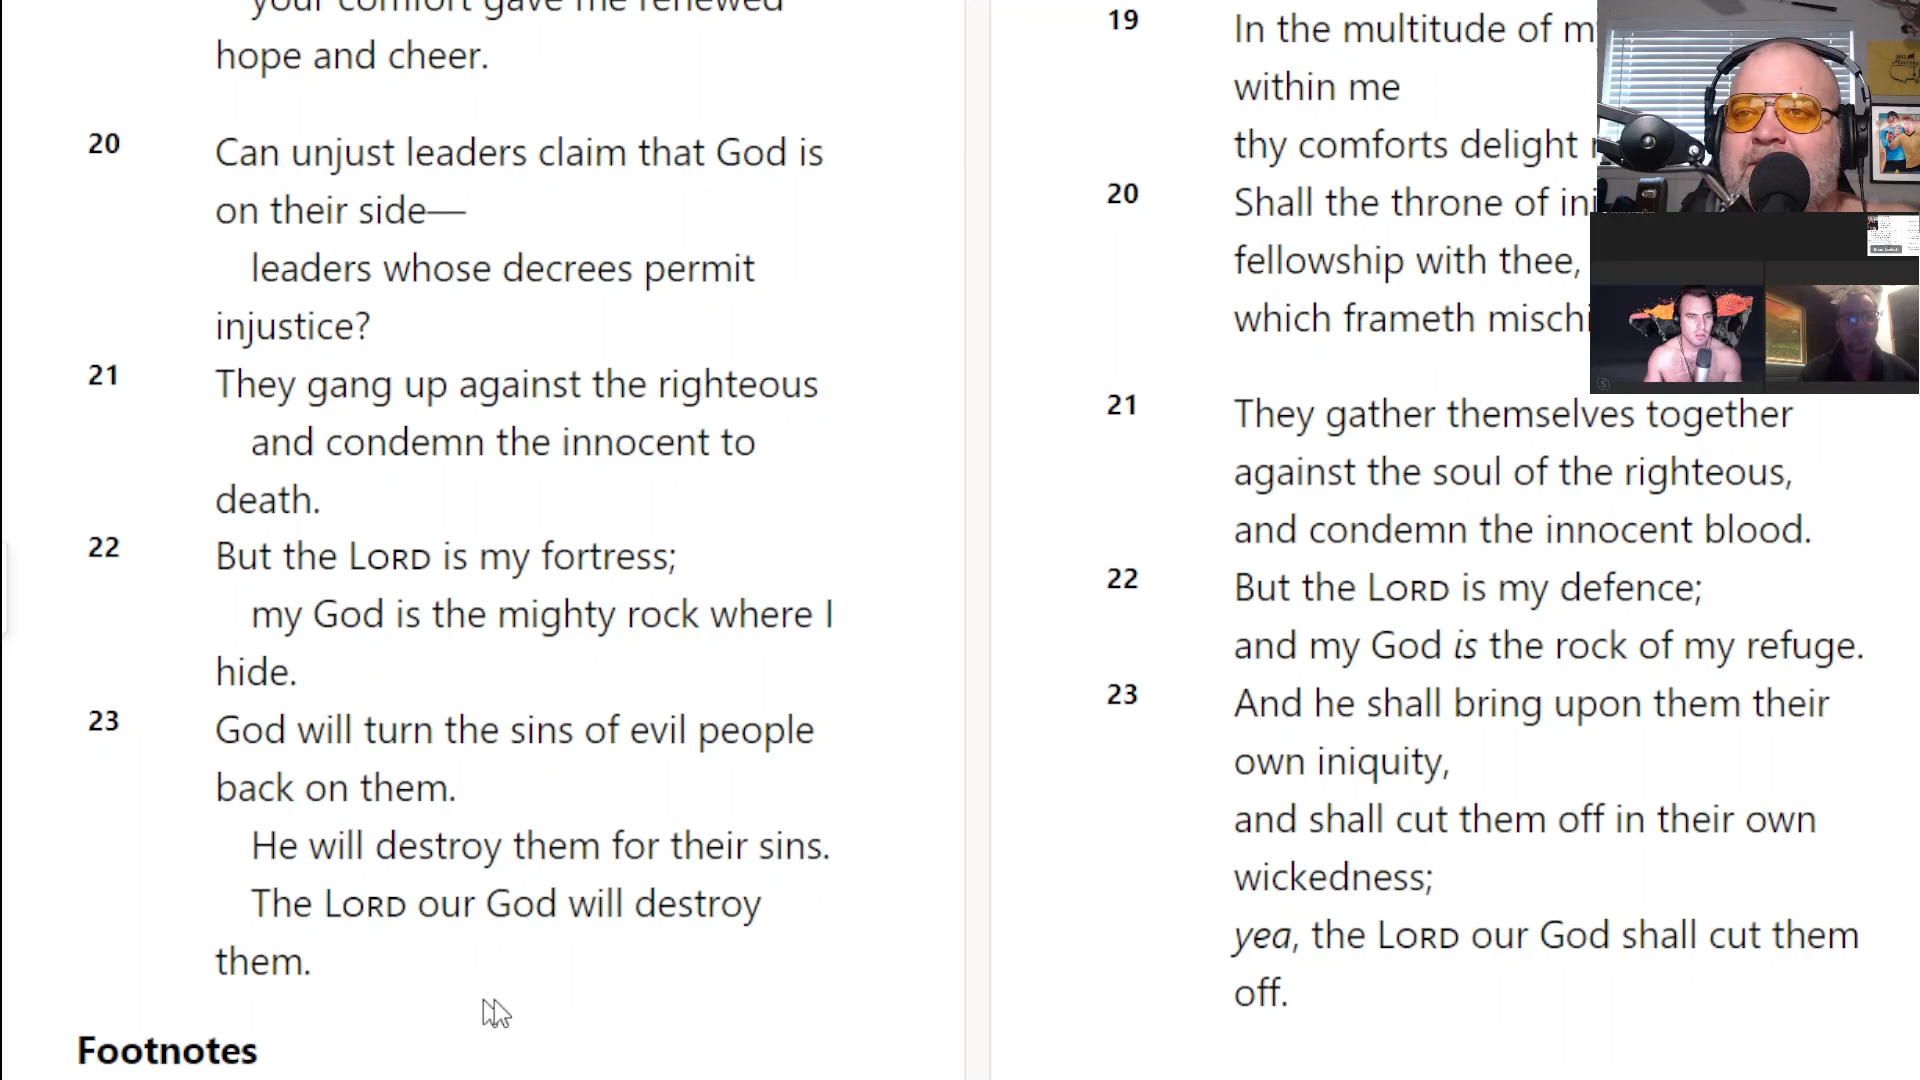 your comfort gave me renewed
hope and cheer.
20 Can unjust leaders claim that God is
on their side—
leaders whose decrees permit
injustice?
21 They gang up against the righteous
and condemn the innocent to
death.
22 But the LORD is my fortress;
my God is the mighty rock where I
hide.
23 God will turn the sins of evil people
back on them.
He will destroy them for their sins.
The LORD our God will destroy
them.
Footnotes
19 In the multitude of
within me
thy comforts delight
20 Shall the throne of
fellowship with thee,
which frameth
21 They gather themselves together
against the soul of the righteous,
and condemn the innocent blood.
22 But the LORD is my defence;
and my God is the rock of my refuge.
23 And he shall bring upon them their
own iniquity,
and shall cut them off in their own
wickedness;
yea, the LORD our God shall cut them
off.